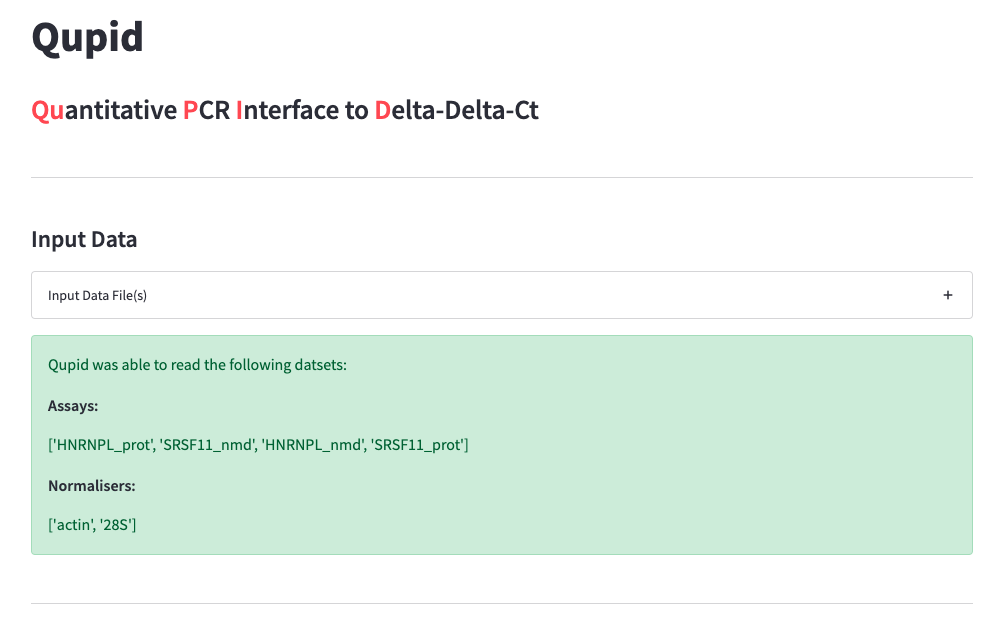 Qupid
Quantitative PCR Interface to Delta-Delta-Ct
Input Data
Input Data File(s)
+
Qupid was able to read the following datsets:
Assays:
['HNRNPL_prot', 'SRSF11_nmd', 'HNRNPL_nmd', 'SRSF11_prot']
Normalisers:
['actin', '28S']